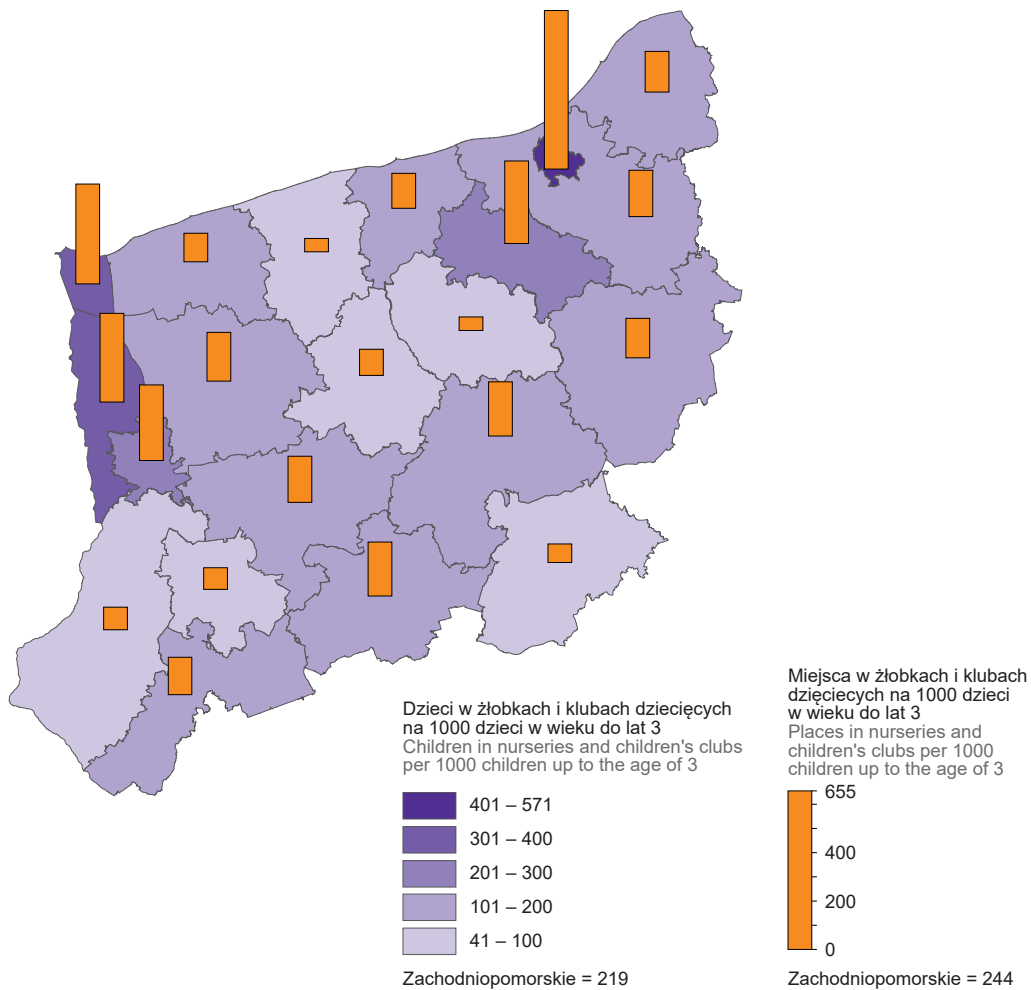 Dzieci w żłobkach i klubach dziecięcych
na 1000 dzieci w wieku do lat 3
Children in nurseries and children's clubs
per 1000 children up to the age of 3
401 – 571
301 – 400
201 – 300
101 – 200
41 – 100
Zachodniopomorskie = 219
Miejsca w żłobkach i klubach
dzięciecych na 1000 dzieci
w wieku do lat 3
Places in nurseries and
children's clubs per 1000
children up to the age of 3
655
400
200
0
Zachodniopomorskie = 244